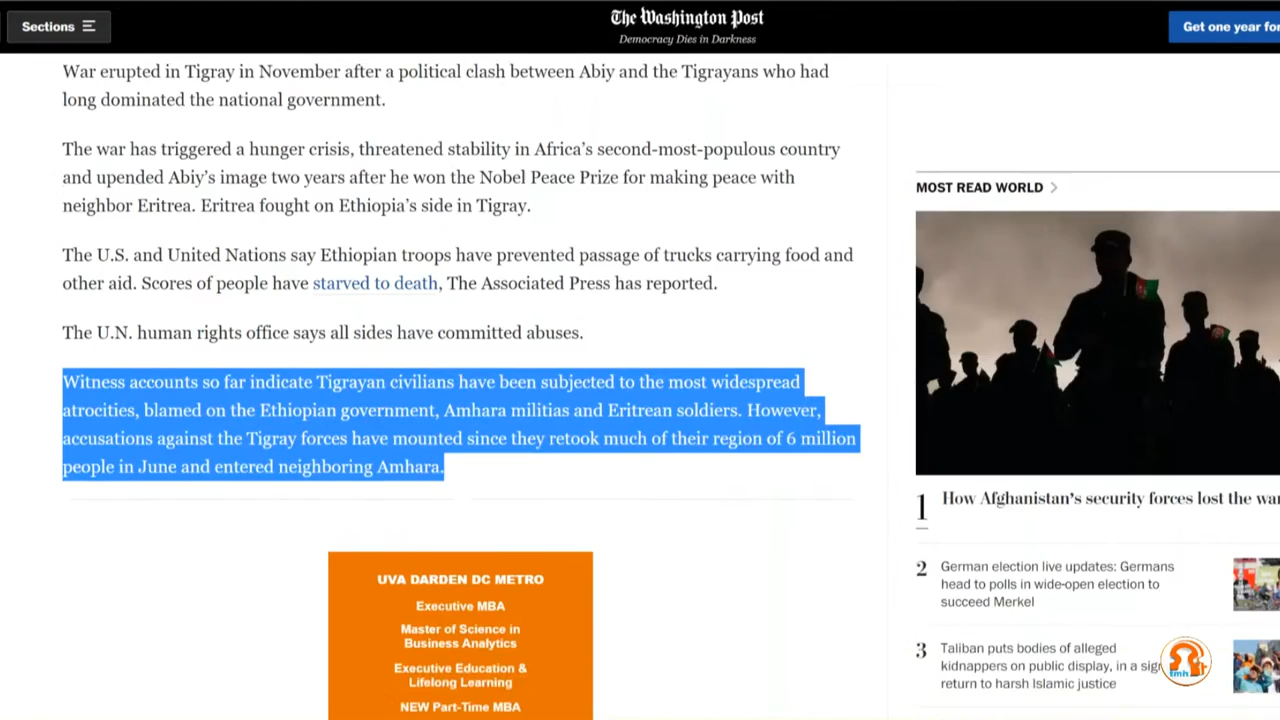 Sections
The Washington Post
Democracy Dies in Darkness
Get one year for
War erupted in Tigray in November after a political clash between Abiy and the Tigrayans who had
long dominated the national government.
The war has triggered a hunger crisis, threatened stability in Africa’s second-most-populous country
and upended Abiy’s image two years after he won the Nobel Peace Prize for making peace with
neighbor Eritrea. Eritrea fought on Ethiopia’s side in Tigray.
The U.S. and United Nations say Ethiopian troops have prevented passage of trucks carrying food and
other aid. Scores of people have starved to death, The Associated Press has reported.
The U.N. human rights office says all sides have committed abuses.
Witness accounts so far indicate Tigrayan civilians have been subjected to the most widespread
atrocities, blamed on the Ethiopian government, Amhara militias and Eritrean soldiers. However,
accusations against the Tigray forces have mounted since they retook much of their region of 6 million
people in June and entered neighboring Amhara.
UVA DARDEN DC METRO
Executive MBA
Master of Science in
Business Analytics
Executive Education &
Lifelong Learning
NEW Part-Time MBA
MOST READ WORLD
1 How Afghanistan’s security forces lost the wa
2 German election live updates: Germans
head to polls in wide-open election to
succeed Merkel
3 Taliban puts bodies of alleged
kidnappers on public display, in a sig
return to harsh Islamic justice
tmh